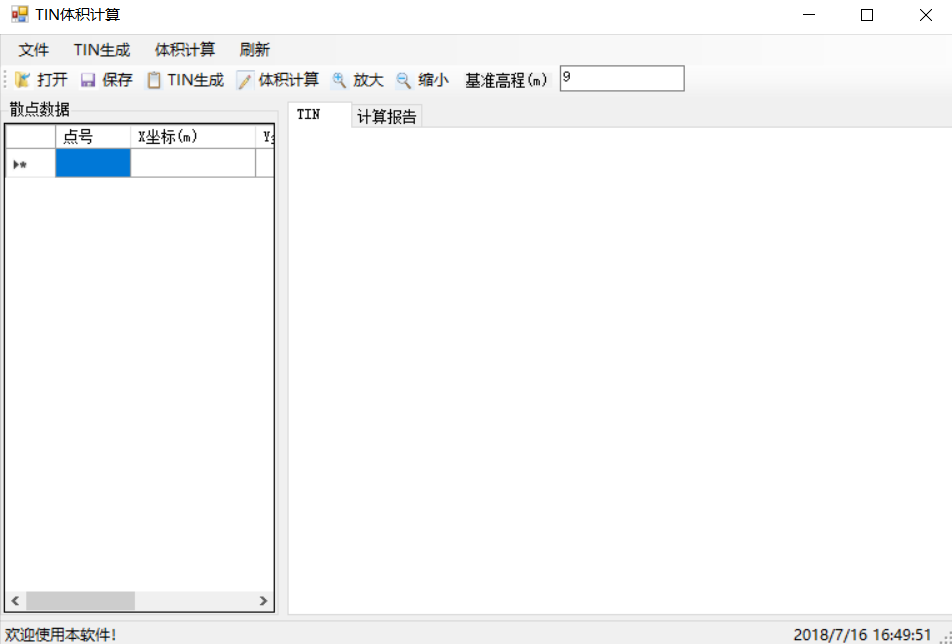 TIN体积计算
文件 TIN生成 体积计算 刷新
打开 保存 TIN生成 体积计算 放大 缩小 基准高程(m) 9
散点数据
TIN 计算报告
点号 X坐标(m)
欢迎使用本软件! 2018/7/16 16:49:51